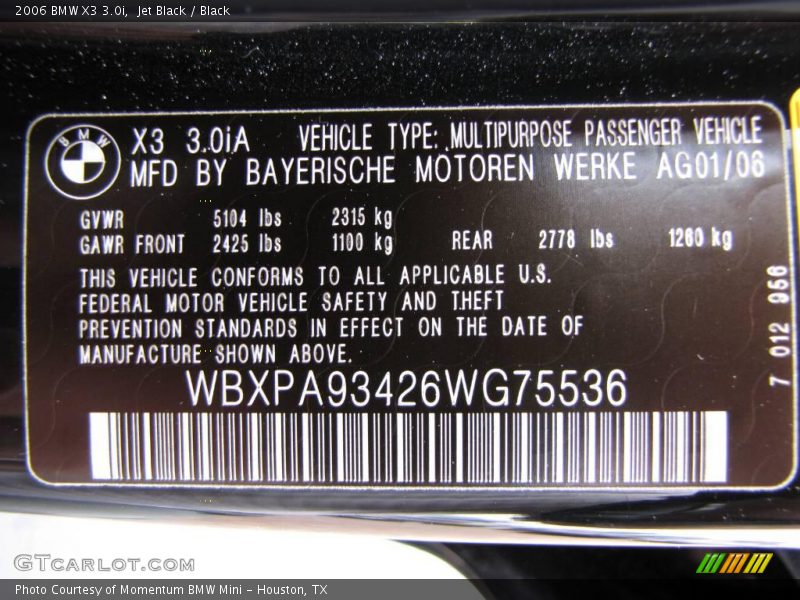 2006 BMW X3 3.0i, Jet Black / Black
BMW
X3 3.0iA VEHICLE TYPE: MULTIPURPOSE PASSENGER VEHICLE
MFD BY BAYERISCHE MOTOREN WERKE AG01/06
GVWR 5104 lbs 2315 kg
GAWR FRONT 2425 lbs 1100 kg REAR 2778 lbs 1260 kg
THIS VEHICLE CONFORMS TO ALL APPLICABLE U.S.
FEDERAL MOTOR VEHICLE SAFETY AND THEFT
PREVENTION STANDARDS IN EFFECT ON THE DATE OF
MANUFACTURE SHOWN ABOVE.
WBXPA93426WG75536
7 012 956
GTCARLOT.COM
Photo Courtesy of Momentum BMW Mini - Houston, TX